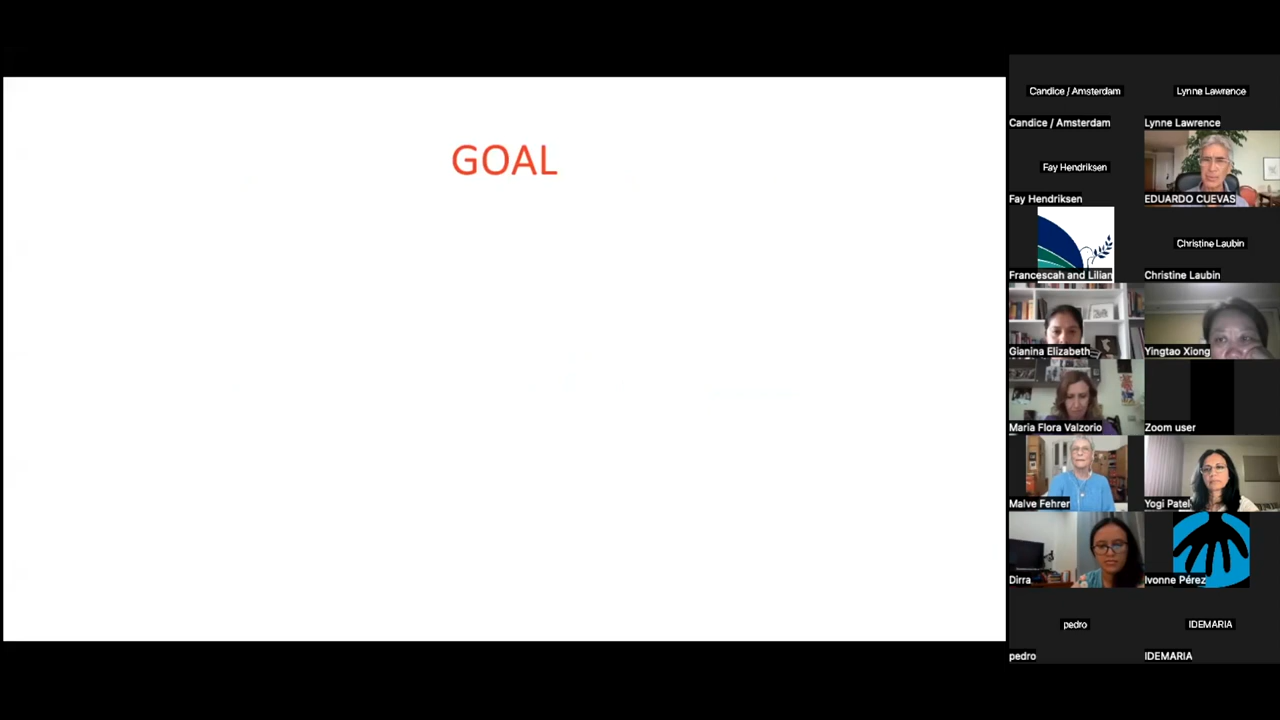 GOAL
Candice / Amsterdam
Lynne Lawrence
Candice / Amsterdam
Lynne Lawrence
Fay Hendriksen
Fay Hendriksen
EDUARDO CUEVAS
Christine Laubin
Francescah and Lilian
Christine Laubin
Gianina Elizabeth
Yingtao Xiong
Maria Flora Valzorio
Zoom user
Malve Fehrer
Yogi Patel
Dirra
Ivonne Pérez
pedro
IDEMARIA
pedro
IDEMARIA